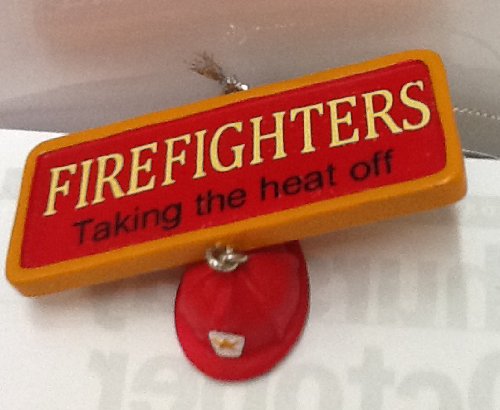 FIREFIGHTERS
Taking the heat off